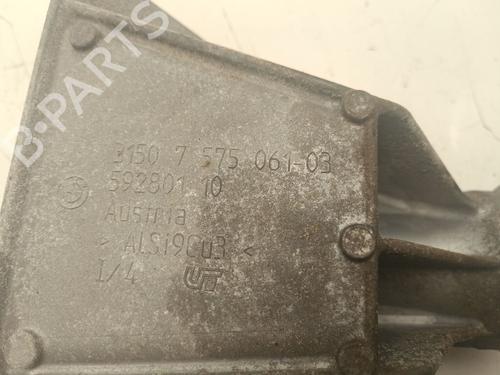 B-PARTS
3150 7 575 061-03
592801 10
Austria
> ALSi9Cu3 <
1/4